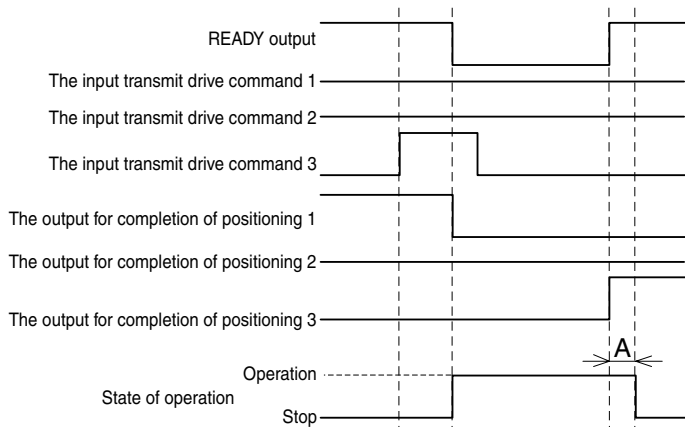 READY output
The input transmit drive command 1
The input transmit drive command 2
The input transmit drive command 3
The output for completion of positioning 1
The output for completion of positioning 2
The output for completion of positioning 3
A
Operation
State of operation
Stop